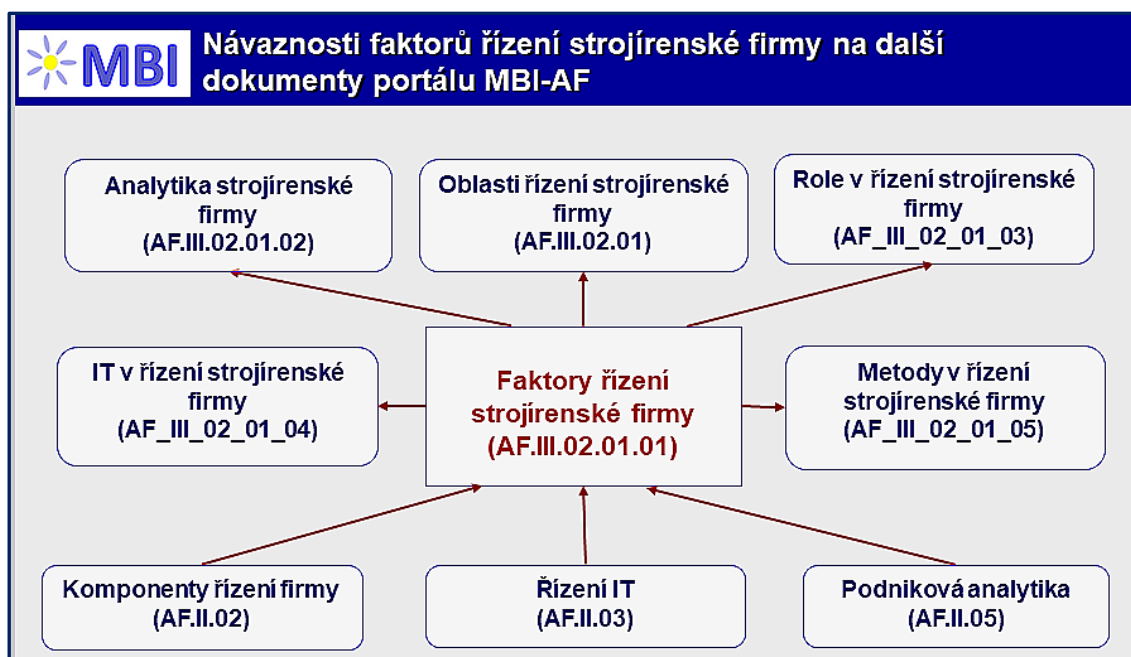 MBI
Návaznosti faktorů řízení strojírenské firmy na další
dokumenty portálu MBI-AF
Analytika strojírenské
firmy
(AF.III.02.01.02)
Oblasti řízení strojírenské
firmy
(AF.III.02.01)
Role v řízení strojírenské
firmy
(AF_III_02_01_03)
IT v řízení strojírenské
firmy
(AF_III_02_01_04)
Faktory řízení
strojírenské firmy
(AF.III.02.01.01)
Metody v řízení
strojírenské firmy
(AF_III_02_01_05)
Komponenty řízení firmy
(AF.II.02)
Řízení IT
(AF.II.03)
Podniková analytika
(AF.II.05)